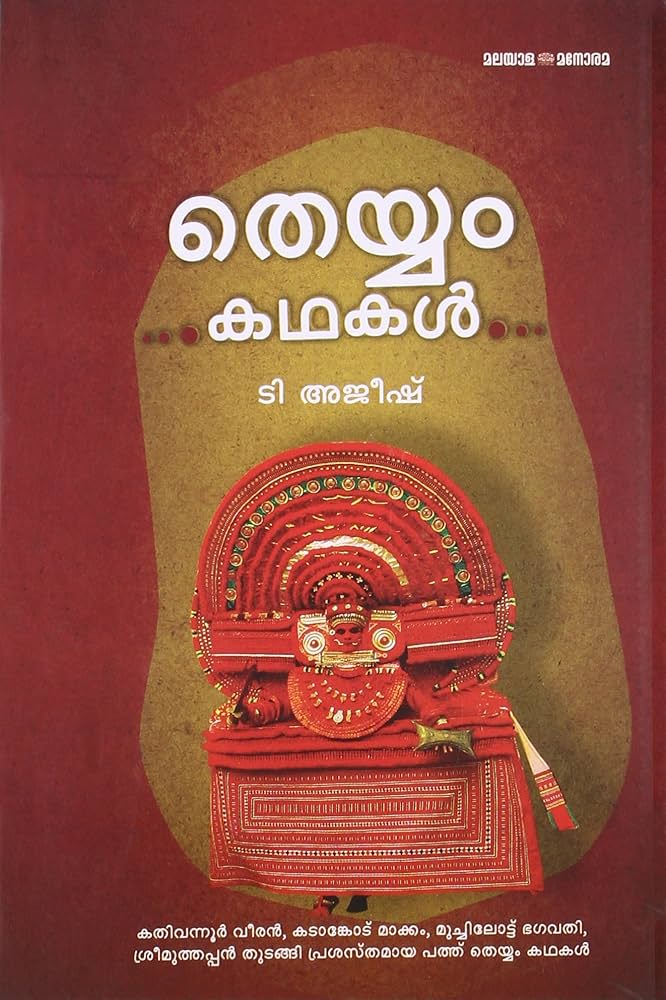 മലയാള മനോരമ
തെയ്യം
കഥകൾ
ടി അജീഷ്
കതിവന്നൂർ വീരൻ, കടാങ്കോട് മാക്കം, മുച്ചിലോട്ട് ഭഗവതി,
ശ്രീമുത്തപ്പൻ തുടങ്ങി പ്രശസ്തമായ പത്ത് തെയ്യം കഥകൾ